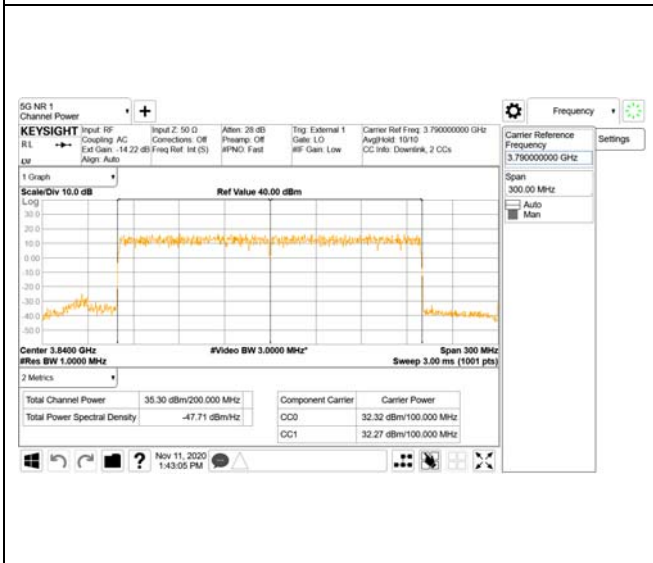 5G NR 1
Channel Power
+
Frequency
KEYSIGHT
RL
Input: RF
Coupling: AC
Ext Gain: -14.22 dB
Align: Auto
Input Z: 50 Ω
Corrections: Off
Freq Ref: Int (S)
Atten: 28 dB
Preamp: Off
#PNO: Fast
Trig: External 1
Gate: LO
#IF Gain: Low
Carrier Ref Freq: 3.790000000 GHz
Avg|Hold: 10/10
CC Info: Downlink, 2 CCs
Carrier Reference
Frequency
3.790000000 GHz
Settings
Span
300.00 MHz
Auto
Man
1 Graph
Scale/Div 10.0 dB
Ref Value 40.00 dBm
Log
30.0
20.0
10.0
0.00
-10.0
-20.0
-30.0
-40.0
-50.0
Center 3.8400 GHz
#Video BW 3.0000 MHz*
Span 300 MHz
#Res BW 1.0000 MHz
Sweep 3.00 ms (1001 pts)
2 Metrics
Total Channel Power 35.30 dBm/200.000 MHz
Total Power Spectral Density -47.71 dBm/Hz
Component Carrier Carrier Power
CC0 32.32 dBm/100.000 MHz
CC1 32.27 dBm/100.000 MHz
?
Nov 11, 2020
1:43:05 PM